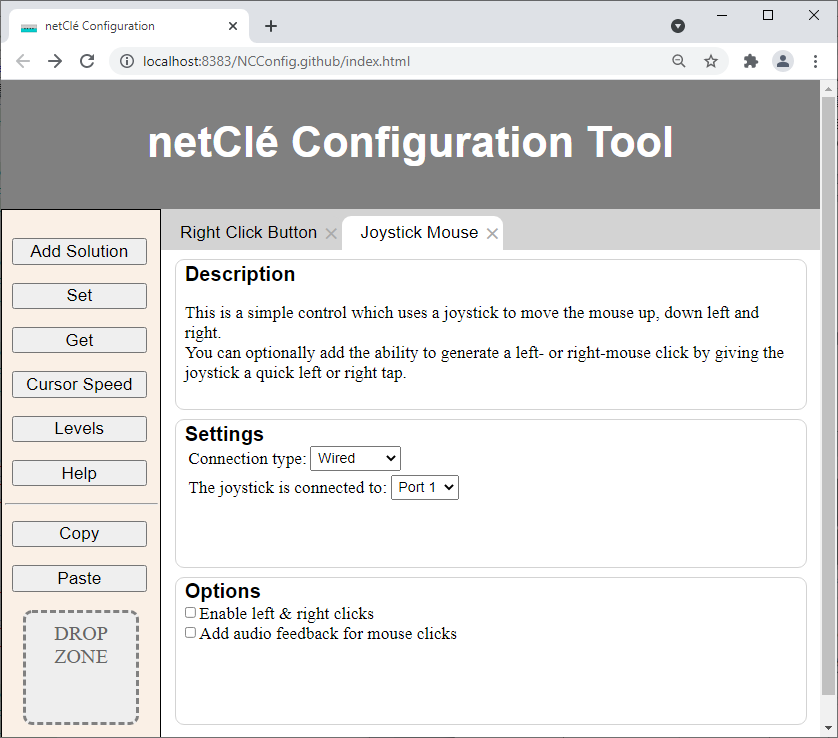 netClé Configuration
localhost:8383/NCConfig.github/index.html
netClé Configuration Tool
Add Solution
Set
Get
Cursor Speed
Levels
Help
Copy
Paste
DROP
ZONE
Right Click Button
Joystick Mouse
Description
This is a simple control which uses a joystick to move the mouse up, down left and
right.
You can optionally add the ability to generate a left- or right-mouse click by giving the
joystick a quick left or right tap.
Settings
Connection type: Wired
The joystick is connected to: Port 1
Options
Enable left & right clicks
Add audio feedback for mouse clicks